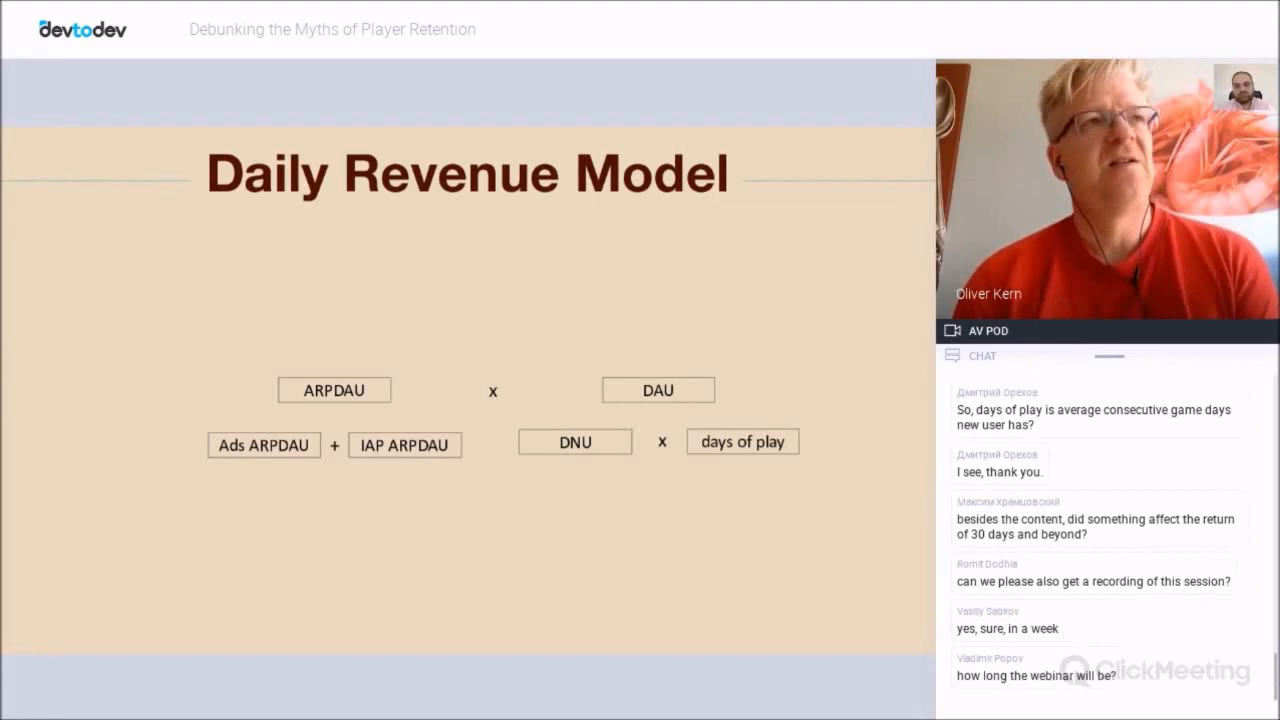 devtodev
Debunking the Myths of Player Retention
Daily Revenue Model
ARPDAU x DAU
Ads ARPDAU + IAP ARPDAU DNU x days of play
Oliver Kern
AV POD
CHAT
Дмитрий Орехов
So, days of play is average consecutive game days
new user has?
Дмитрий Орехов
I see, thank you.
Максим Хремцовский
besides the content, did something affect the return
of 30 days and beyond?
Romit Dodhia
can we please also get a recording of this session?
Vasiliy Sabirov
yes, sure, in a week
Vladimir Popov
how long the webinar will be?
ClickMeeting